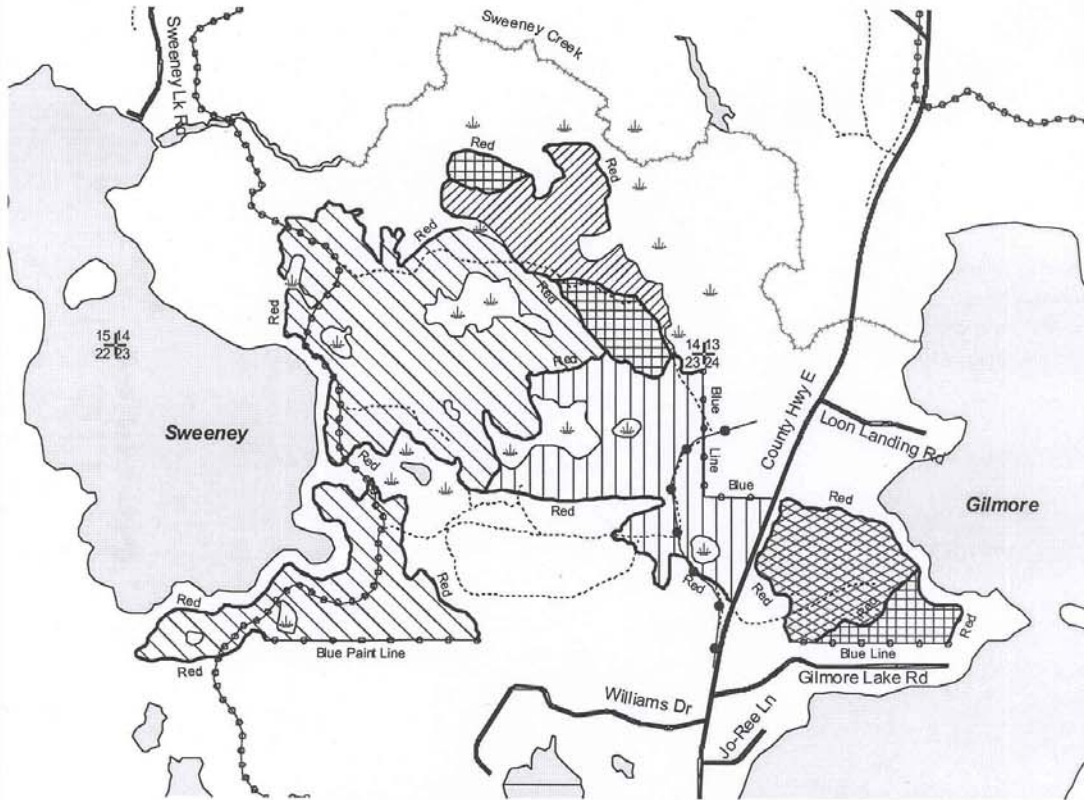 Sweeney Lk Rd
Sweeney Creek
Red
Red
Red
Red
Red
15 14
22 23
14 13
23 24
Red
Blue
Line
County Hwy E
Loon Landing Rd
Sweeney
Red
Blue
Red
Gilmore
Red
Red
Red
Red
Red
Red
Red
Red
Blue Paint Line
Blue Line
Red
Gilmore Lake Rd
Williams Dr
Jo-Ree Ln